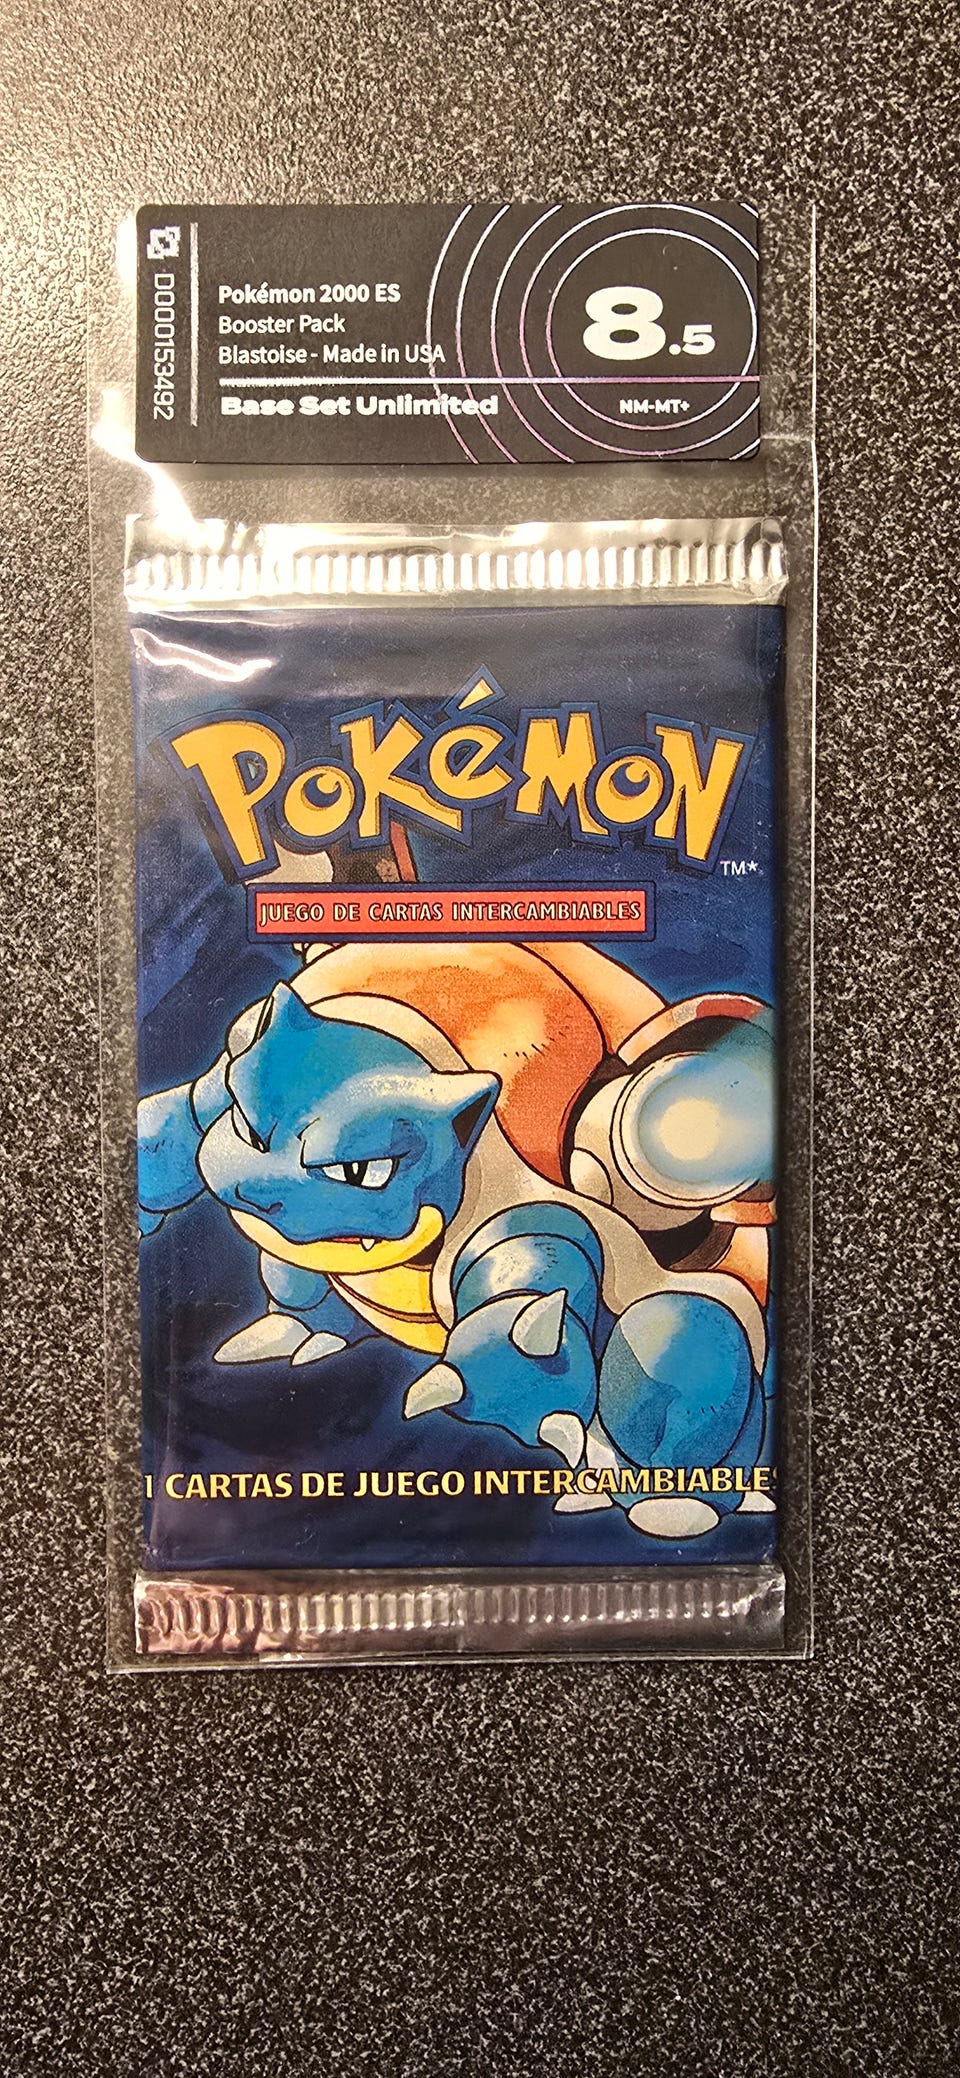 D000153492
Pokémon 2000 ES
Booster Pack
Blastoise - Made in USA
Base Set Unlimited
8.5
NM-MT+
POKéMON
TM*
JUEGO DE CARTAS INTERCAMBIABLES
1 CARTAS DE JUEGO INTERCAMBIABLES